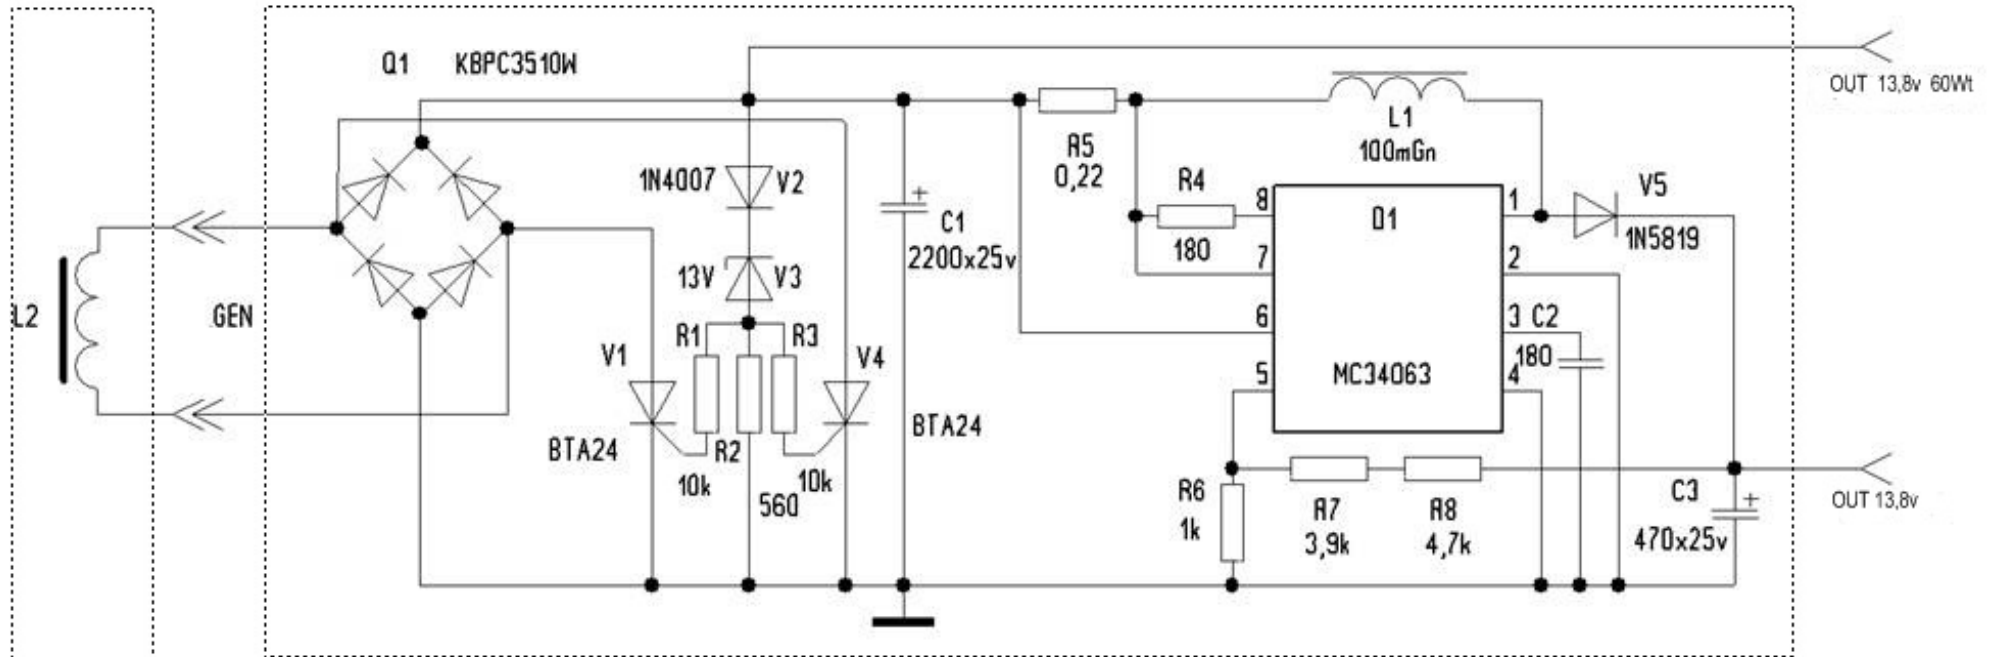 Q1 KBPC3510W
OUT 13,8v 60Wt
L1
100mGn
R5
0,22
1N4007 V2
R4
180
8
1
V5
1N5819
D1
C1
2200x25v
7
2
13V V3
L2
GEN
6
3 C2
180
R1
R3
V1
V4
5
4
MC34063
BTA24
R2
10k
10k
560
BTA24
R6
1k
R7
3,9k
R8
4,7k
C3
470x25v
OUT 13,8v